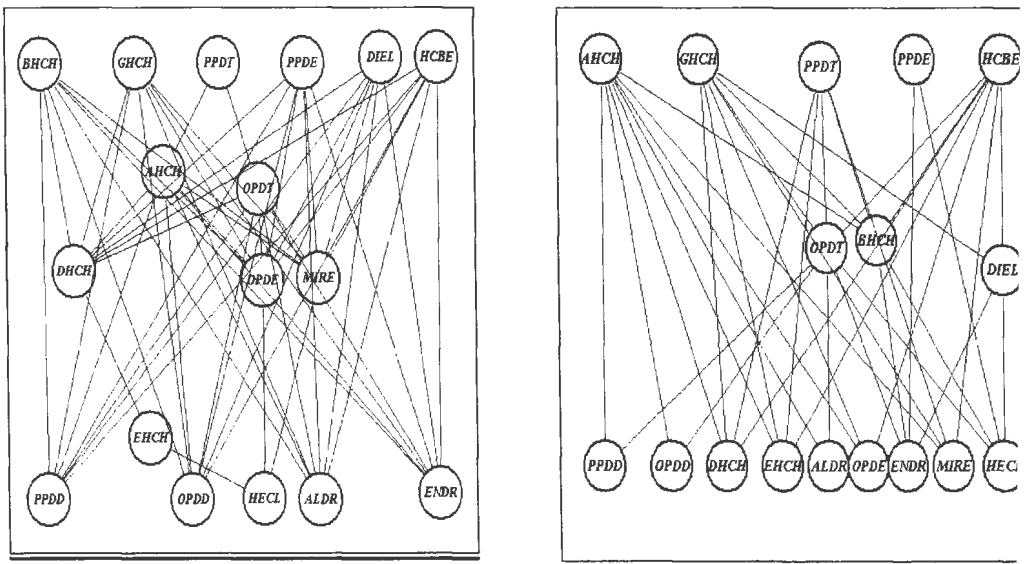 BHCH GHCH PPDT PPDE DIEL HCBE
AHCH OPDT
DHCH OPDE MIRE
EHCH
PPDD OPDD HECL ALDR ENDR
AHCH GHCH PPDT PPDE HCBE
OPDT BHCH DIEL
PPDD OPDD DHCH EHCH ALDR OPDE ENDR MIRE HECL